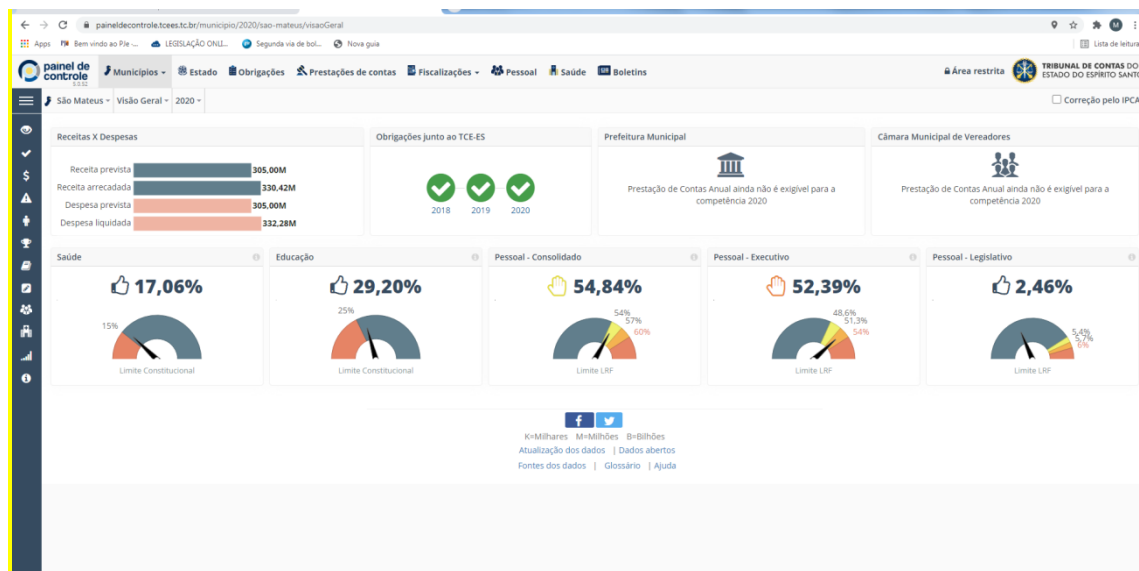 paineldecontrole.tcees.tc.br/municipio/2020/sao-mateus/visaoGeral
M
Apps Bem vindo ao PJe -... LEGISLAÇÃO ONLI... Segunda via de bol... Nova guia Lista de leitura
painel de controle Municípios Estado Obrigações Prestações de contas Fiscalizações Pessoal Saúde Boletins Área restrita TRIBUNAL DE CONTAS DO
ESTADO DO ESPÍRITO SANTO
São Mateus Visão Geral 2020 Correção pelo IPCA
Receitas X Despesas
Receita prevista 305,00M
Receita arrecadada 330,42M
Despesa prevista 305,00M
Despesa liquidada 332,28M
Obrigações junto ao TCE-ES
2018 2019 2020
Prefeitura Municipal
Prestação de Contas Anual ainda não é exigível para a
competência 2020
Câmara Municipal de Vereadores
Prestação de Contas Anual ainda não é exigível para a
competência 2020
Saúde
17,06%
15%
Limite Constitucional
Educação
29,20%
25%
Limite Constitucional
Pessoal - Consolidado
54,84%
54%
57%
60%
Limite LRF
Pessoal - Executivo
52,39%
48,6%
51,3%
54%
Limite LRF
Pessoal - Legislativo
2,46%
5,4%
5,7%
6%
Limite LRF
K=Milhares M=Milhões B=Bilhões
Atualização dos dados | Dados abertos
Fontes dos dados | Glossário | Ajuda